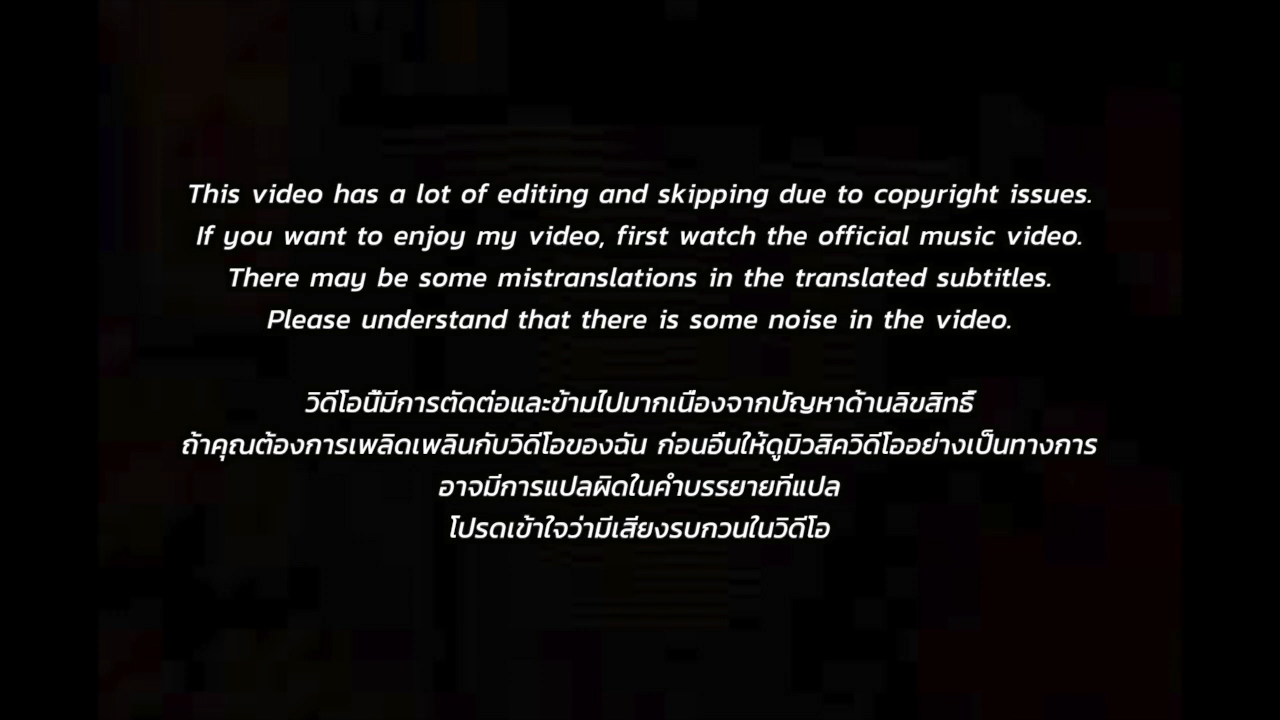 This video has a lot of editing and skipping due to copyright issues.
If you want to enjoy my video, first watch the official music video.
There may be some mistranslations in the translated subtitles.
Please understand that there is some noise in the video.
วิดีโอนี้มีการตัดต่อและข้ามไปมากเนื่องจากปัญหาด้านลิขสิทธิ์
ถ้าคุณต้องการเพลิดเพลินกับวิดีโอของฉัน ก่อนอื่นให้ดูมิวสิควิดีโออย่างเป็นทางการ
อาจมีการแปลผิดในคำบรรยายที่แปล
โปรดเข้าใจว่ามีเสียงรบกวนในวิดีโอ